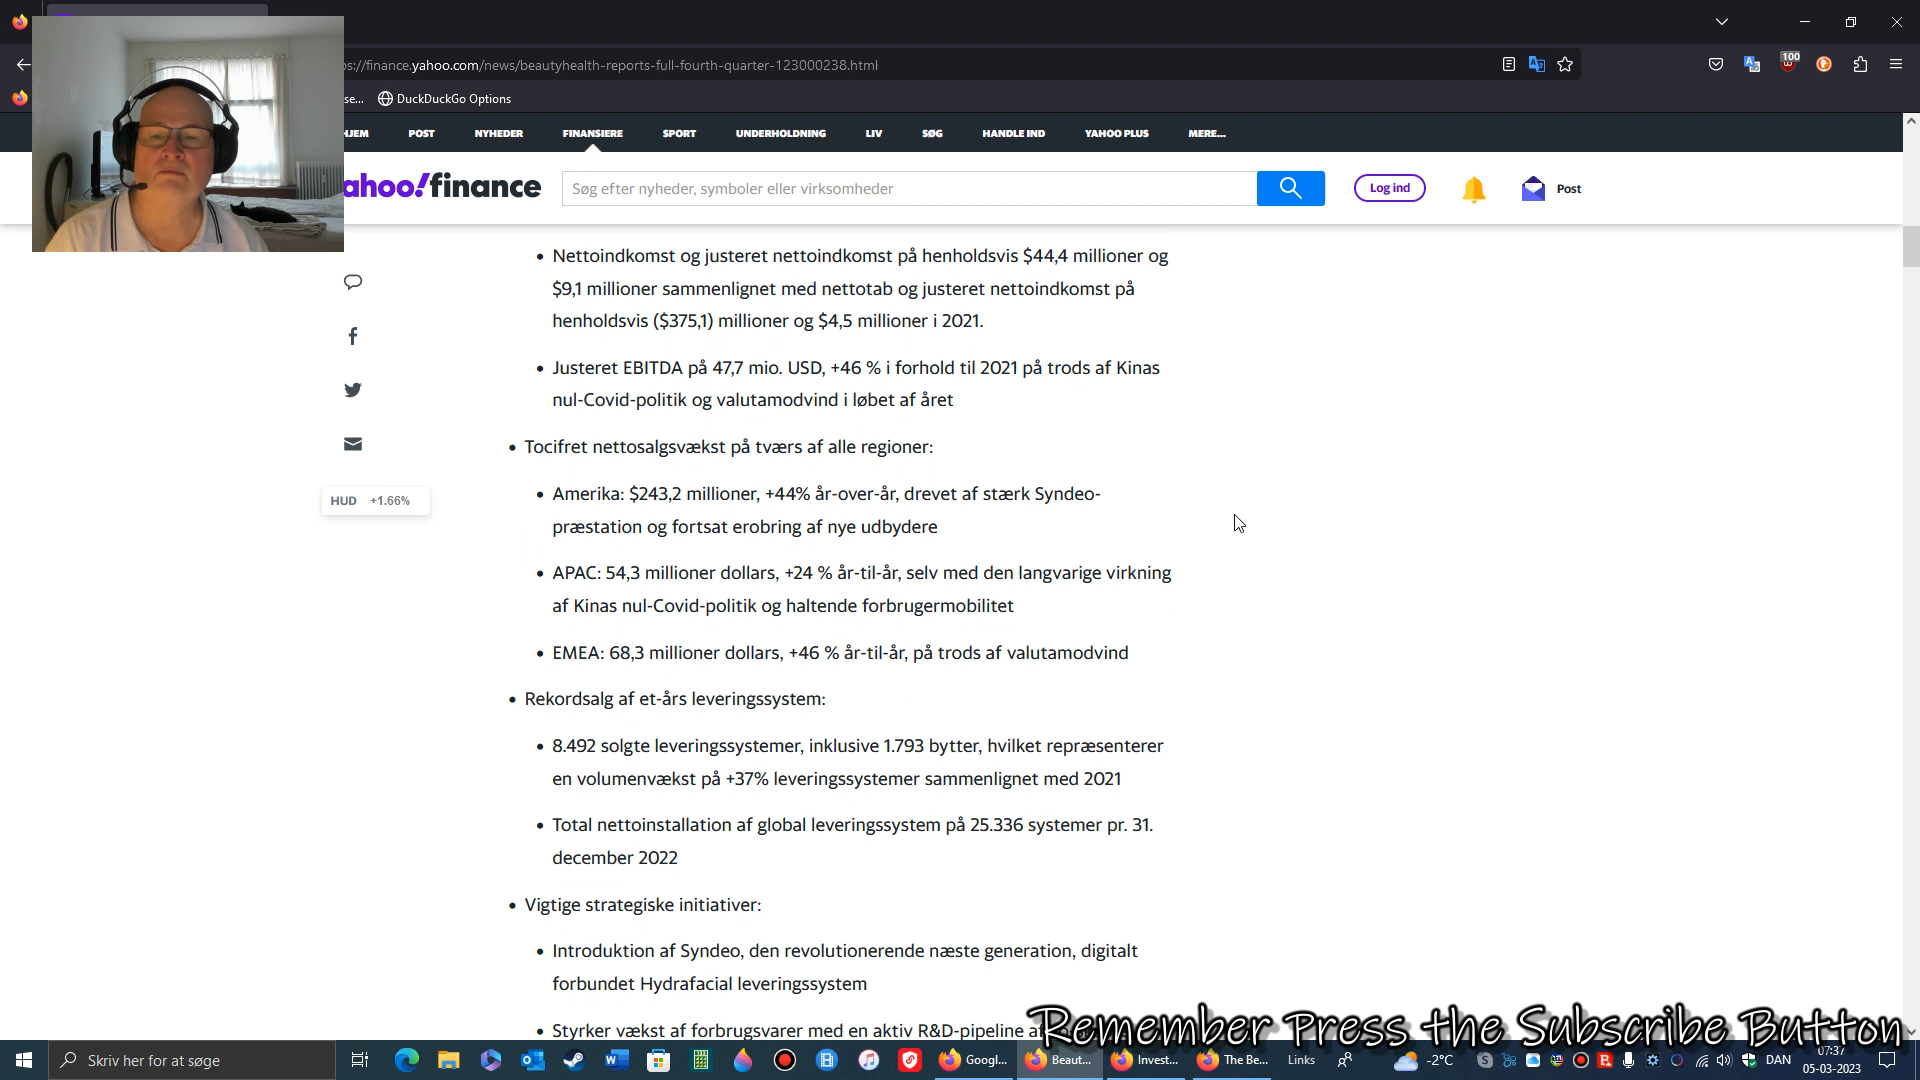 ps://finance.yahoo.com/news/beautyhealth-reports-full-fourth-quarter-123000238.html
100
se...
DuckDuckGo Options
HJEM
POST
NYHEDER
FINANSIERE
SPORT
UNDERHOLDNING
LIV
SØG
HANDLE IND
YAHOO PLUS
MERE...
ahoo!finance
Søg efter nyheder, symboler eller virksomheder
Log ind
Post
• Nettoindkomst og justeret nettoindkomst på henholdsvis $44,4 millioner og
$9,1 millioner sammenlignet med nettotab og justeret nettoindkomst på
henholdsvis ($375,1) millioner og $4,5 millioner i 2021.
• Justeret EBITDA på 47,7 mio. USD, +46 % i forhold til 2021 på trods af Kinas
nul-Covid-politik og valutamodvind i løbet af året
• Tocifret nettosalgsvækst på tværs af alle regioner:
HUD +1.66%
• Amerika: $243,2 millioner, +44% år-over-år, drevet af stærk Syndeo-
præstation og fortsat erobring af nye udbydere
• APAC: 54,3 millioner dollars, +24 % år-til-år, selv med den langvarige virkning
af Kinas nul-Covid-politik og haltende forbrugermobilitet
• EMEA: 68,3 millioner dollars, +46 % år-til-år, på trods af valutamodvind
• Rekordsalg af et-års leveringssystem:
• 8.492 solgte leveringssystemer, inklusive 1.793 bytter, hvilket repræsenterer
en volumenvækst på +37% leveringssystemer sammenlignet med 2021
• Total nettoinstallation af global leveringssystem på 25.336 systemer pr. 31.
december 2022
• Vigtige strategiske initiativer:
• Introduktion af Syndeo, den revolutionerende næste generation, digitalt
forbundet Hydrafacial leveringssystem
• Styrker vækst af forbrugsvarer med en aktiv R&D-pipeline af
Remember Press the Subscribe Button
Skriv her for at søge
Googl...
Beaut...
Invest...
The Be...
Links
-2°C
DAN
07:37
05-03-2023